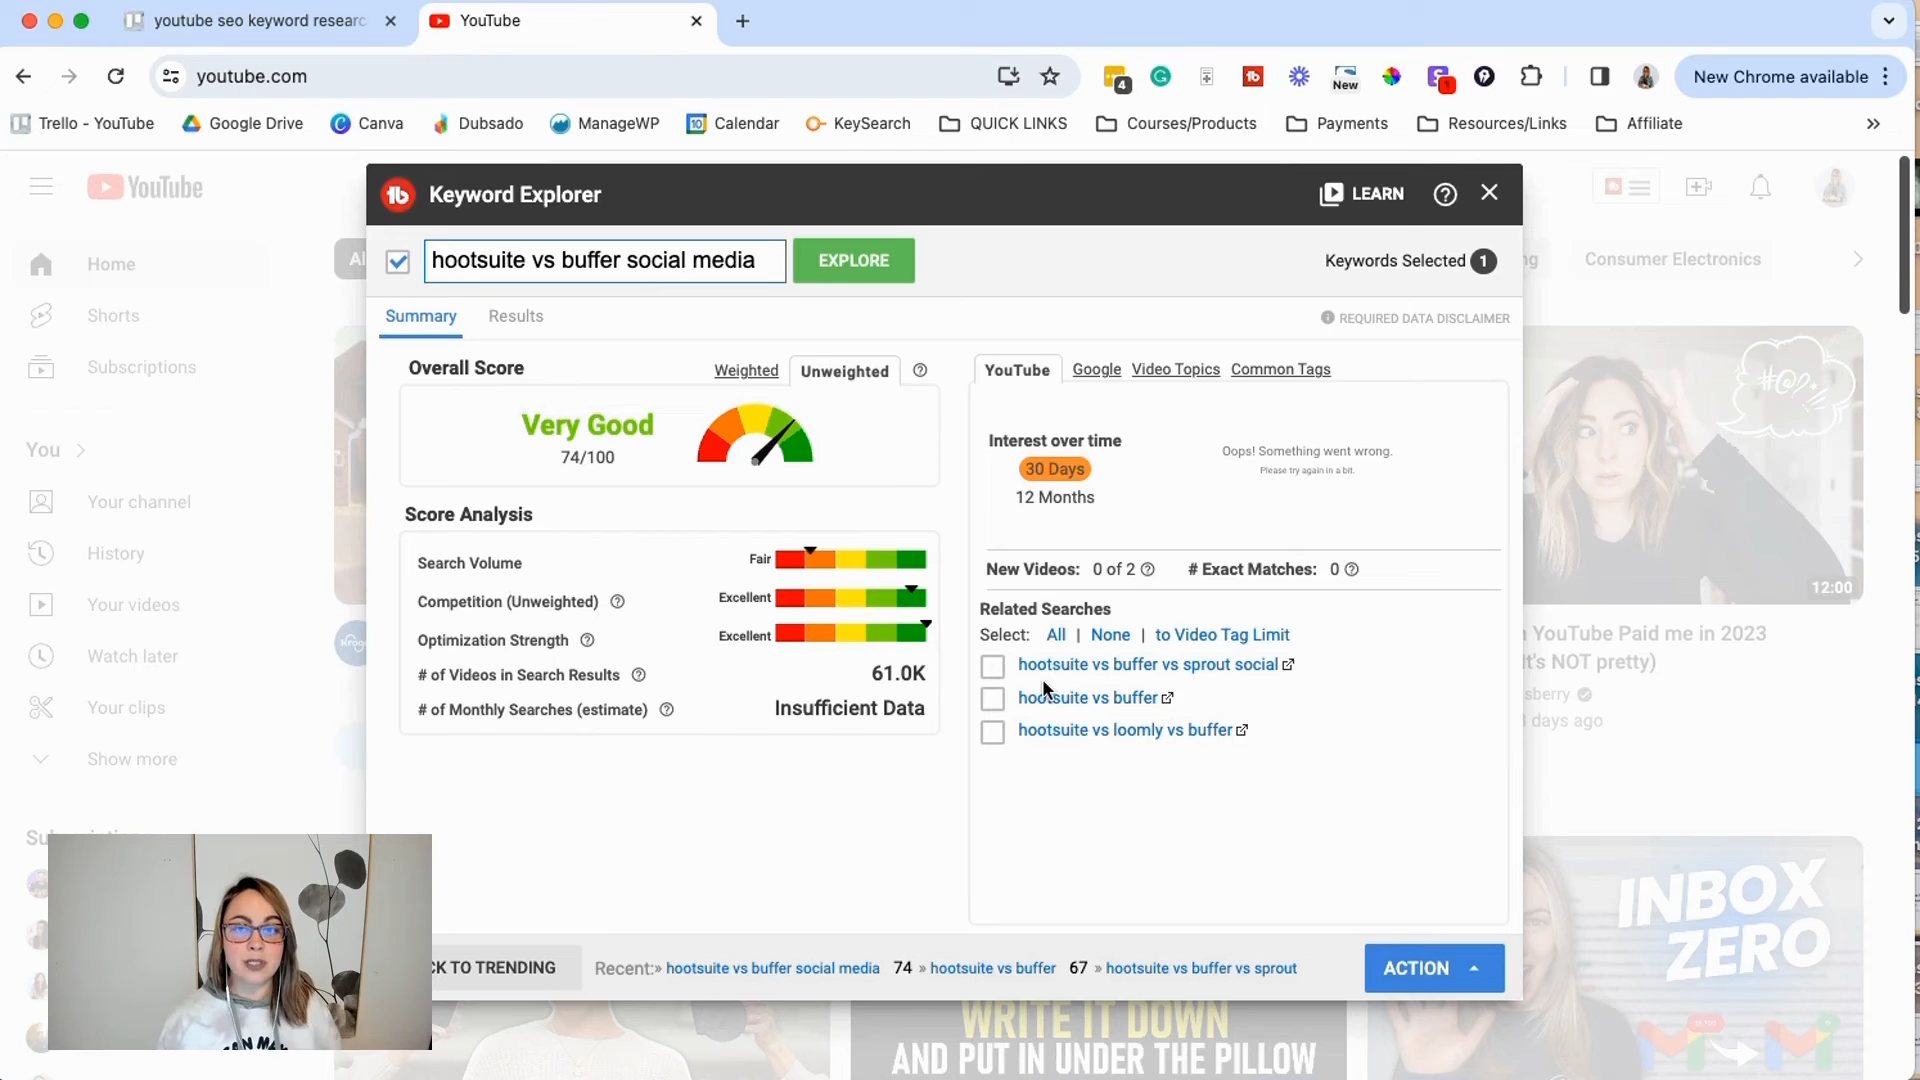 youtube seo keyword researc
YouTube
youtube.com
4
New
1
New Chrome available
Trello - YouTube
Google Drive
Canva
Dubsado
ManageWP
10
Calendar
KeySearch
QUICK LINKS
Courses/Products
Payments
Resources/Links
Affiliate
»
YouTube
tb Keyword Explorer
LEARN
hootsuite vs buffer social media
EXPLORE
Keywords Selected 1
Al
ng
Consumer Electronics
Home
Shorts
Subscriptions
You
Your channel
History
Your videos
Watch later
Your clips
Show more
Summary
Results
REQUIRED DATA DISCLAIMER
Overall Score
Weighted
Unweighted
Very Good
74/100
Score Analysis
Search Volume
Fair
Competition (Unweighted)
Excellent
Optimization Strength
Excellent
# of Videos in Search Results
61.0K
# of Monthly Searches (estimate)
Insufficient Data
YouTube
Google
Video Topics
Common Tags
Interest over time
30 Days
12 Months
Oops! Something went wrong.
Please try again in a bit.
New Videos: 0 of 2
# Exact Matches: 0
Related Searches
Select: All | None | to Video Tag Limit
hootsuite vs buffer vs sprout social
hootsuite vs buffer
hootsuite vs loomly vs buffer
#@!
12:00
YouTube Paid me in 2023
It's NOT pretty)
sberry
days ago
CK TO TRENDING
Recent:» hootsuite vs buffer social media 74 » hootsuite vs buffer 67 » hootsuite vs buffer vs sprout
ACTION
INBOX
ZERO
WRITE IT DOWN
AND PUT IN UNDER THE PILLOW